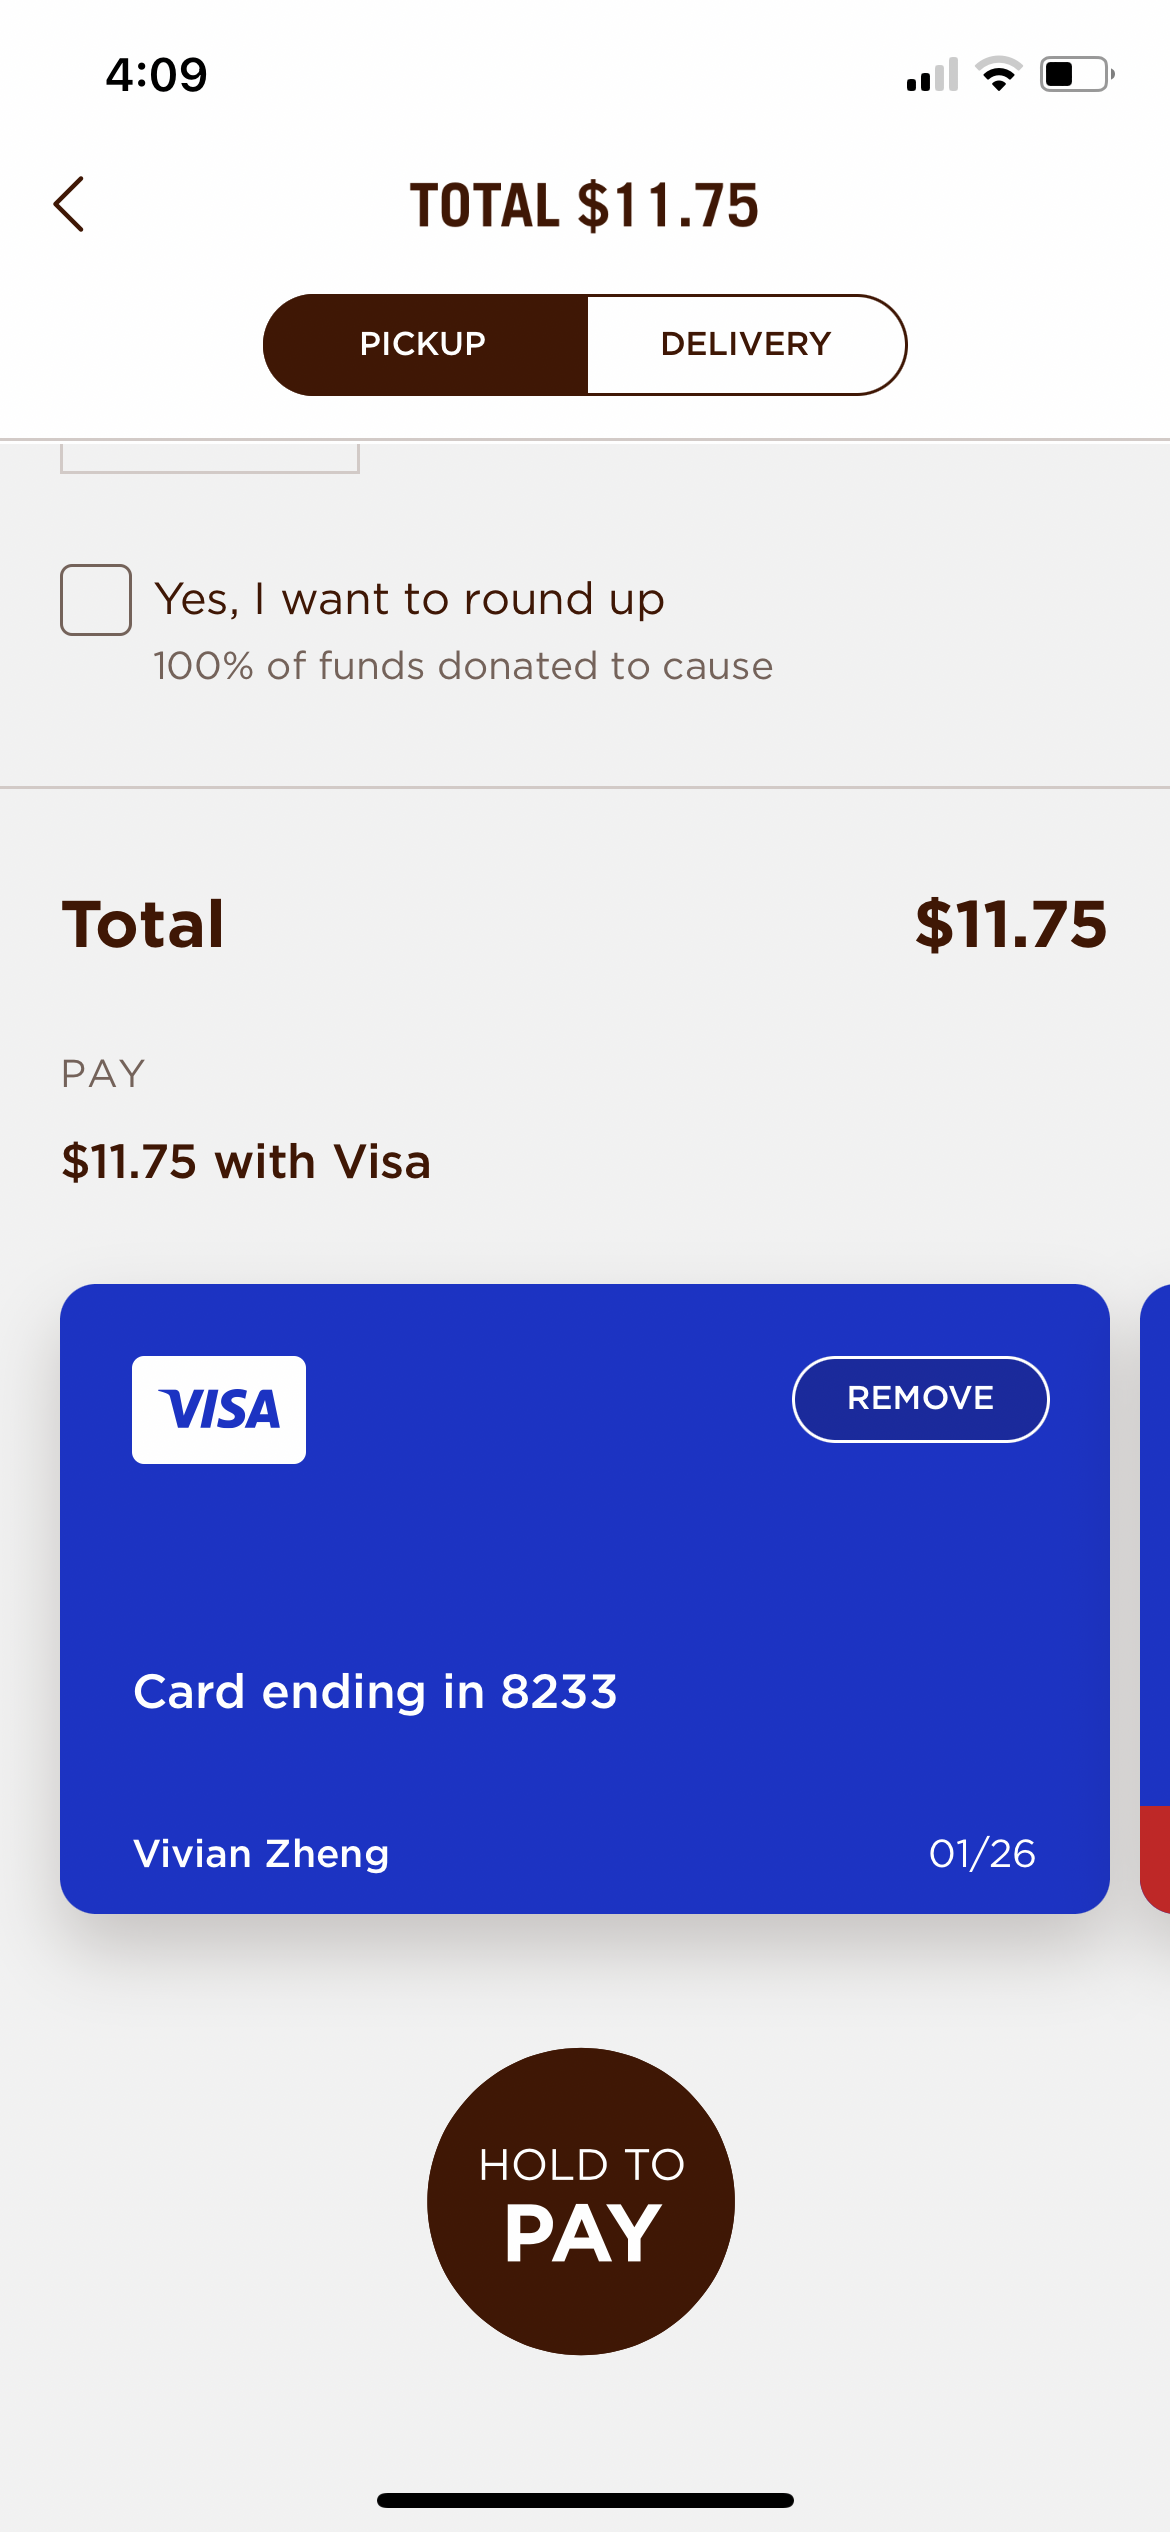 4:09
TOTAL $11.75
PICKUP DELIVERY
Yes, I want to round up
100% of funds donated to cause
Total $11.75
PAY
$11.75 with Visa
VISA REMOVE
Card ending in 8233
Vivian Zheng 01/26
HOLD TO
PAY